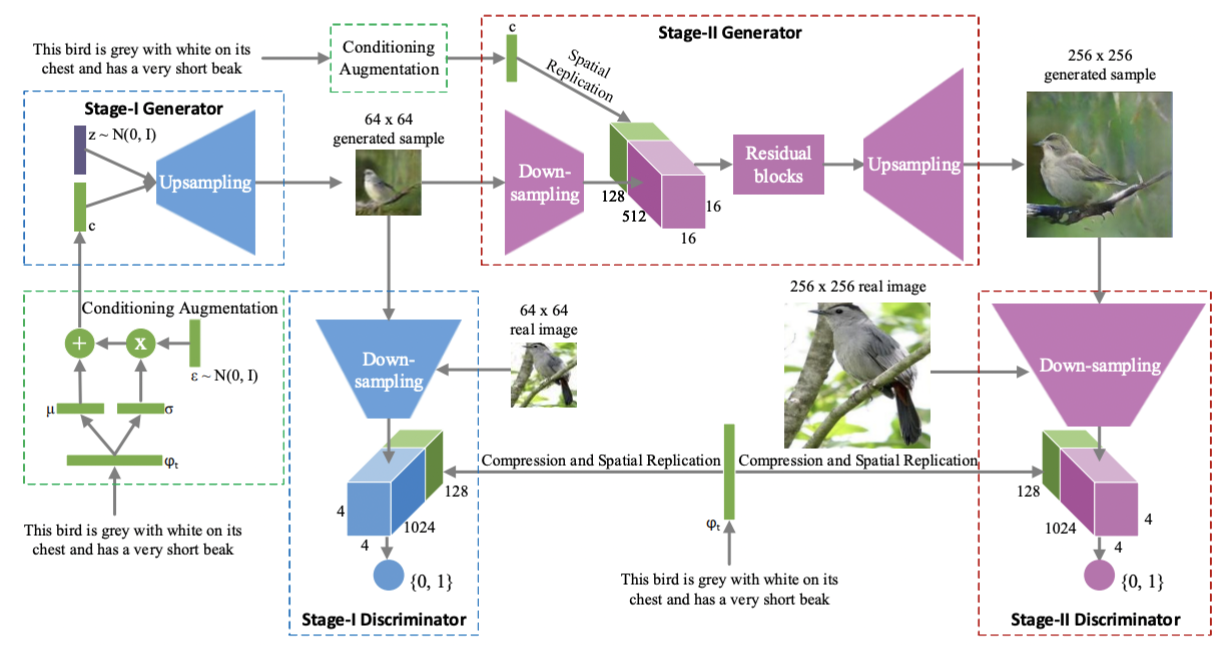 This bird is grey with white on its
chest and has a very short beak
Conditioning
Augmentation
c
Spatial
Replication
Stage-II Generator
256 x 256
generated sample
Stage-I Generator
z ~ N(0, I)
Upsampling
c
64 x 64
generated sample
Down-
sampling
128
512
16
16
Residual
blocks
Upsampling
Conditioning Augmentation
+
x
ε ~ N(0, I)
μ
σ
φt
This bird is grey with white on its
chest and has a very short beak
64 x 64
real image
Down-
sampling
4
4
1024
128
{0, 1}
Stage-I Discriminator
256 x 256 real image
Compression and Spatial Replication
Compression and Spatial Replication
φt
This bird is grey with white on its
chest and has a very short beak
Down-sampling
128
1024
4
4
{0, 1}
Stage-II Discriminator